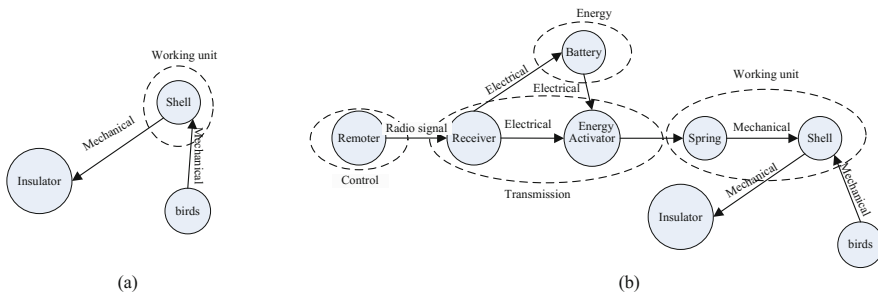 Working unit
Shell
Mechanical
Mechanical
Insulator
birds
(a)
Energy
Battery
Electrical
Electrical
Working unit
Remoter
Radio signal
Receiver
Electrical
Energy
Activator
Spring
Mechanical
Shell
Control
Transmission
Mechanical
Mechanical
Insulator
birds
(b)